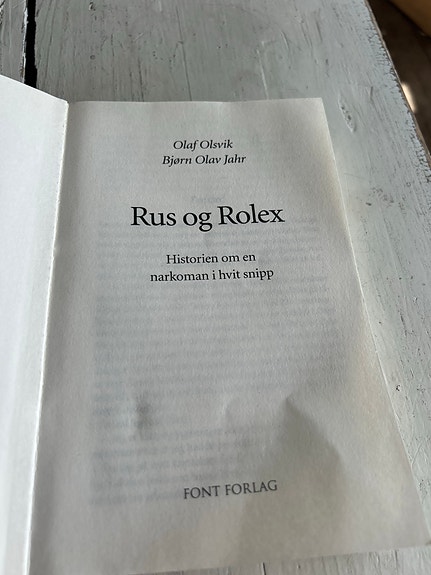 Olaf Olsvik
Bjørn Olav Jahr
Rus og Rolex
Historien om en
narkoman i hvit snipp
FONT FORLAG